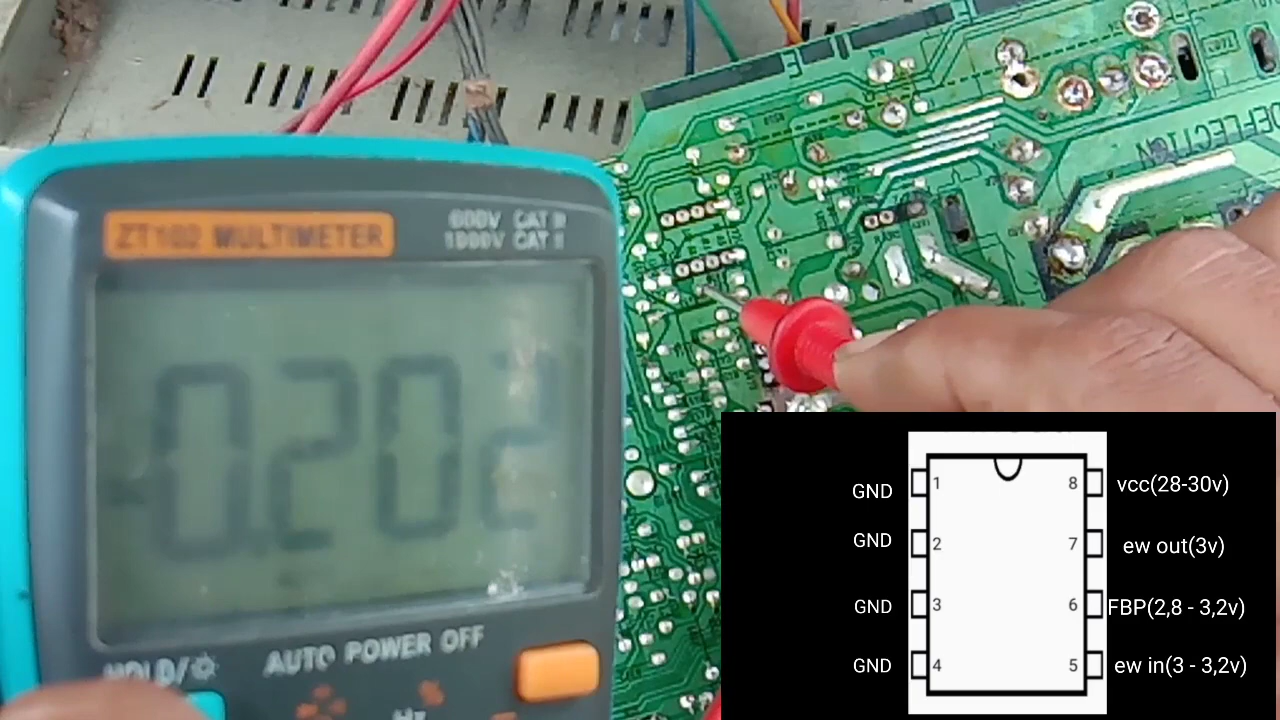 ZT102 MULTIMETER
600V CAT III
1000V CAT II
DEFLECTION
0.202
HOLD/
AUTO POWER OFF
Hz
GND 1 8 vcc(28-30v)
GND 2 7 ew out(3v)
GND 3 6 FBP(2,8 - 3,2v)
GND 4 5 ew in(3 - 3,2v)